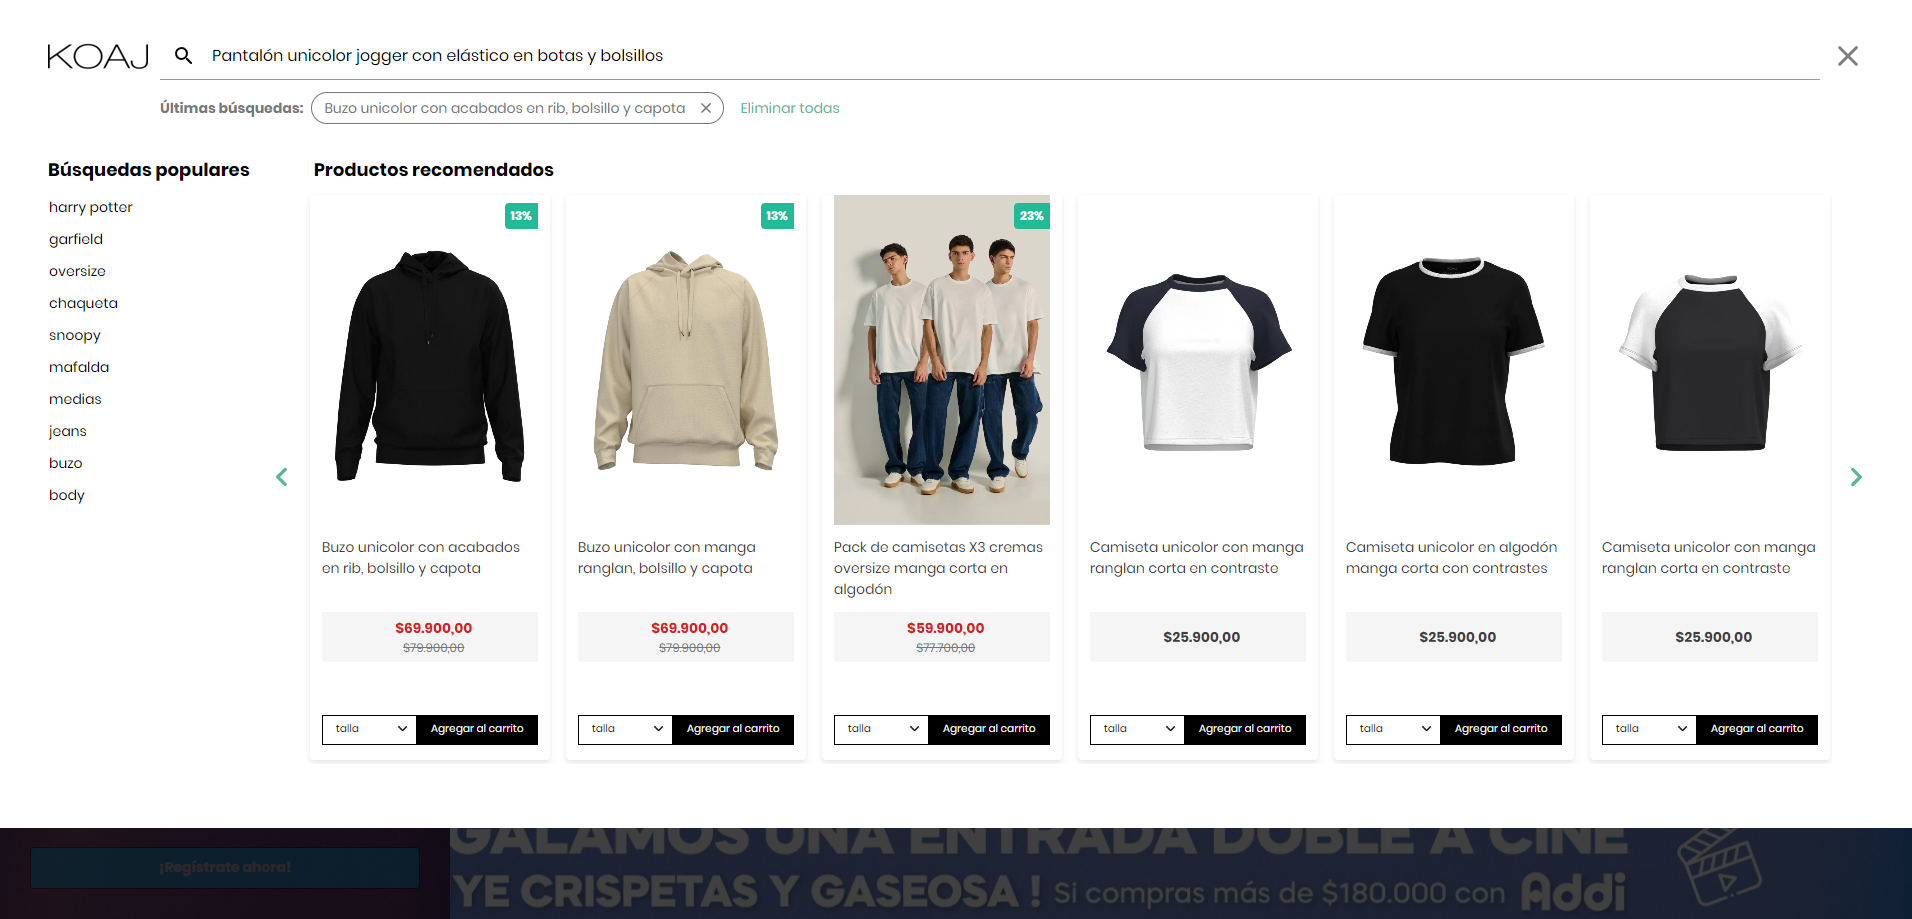 KOAJ
Pantalón unicolor jogger con elástico en botas y bolsillos
Últimas búsquedas:
Buzo unicolor con acabados en rib, bolsillo y capota
Eliminar todas
Búsquedas populares
harry potter
garfield
oversize
chaqueta
snoopy
mafalda
medias
jeans
buzo
body
Productos recomendados
13%
Buzo unicolor con acabados
en rib, bolsillo y capota
$69.900,00
$79.900,00
talla
Agregar al carrito
13%
Buzo unicolor con manga
ranglan, bolsillo y capota
$69.900,00
$79.900,00
talla
Agregar al carrito
23%
Pack de camisetas X3 cremas
oversize manga corta en
algodón
$59.900,00
$77.700,00
talla
Agregar al carrito
Camiseta unicolor con manga
ranglan corta en contraste
$25.900,00
talla
Agregar al carrito
Camiseta unicolor en algodón
manga corta con contrastes
$25.900,00
talla
Agregar al carrito
Camiseta unicolor con manga
ranglan corta en contraste
$25.900,00
talla
Agregar al carrito
¡Regístrate ahora!
GALAMOS UNA ENTRADA DOBLE A CINE
YE CRISPETAS Y GASEOSA ! Si compras más de $180.000 con Addi